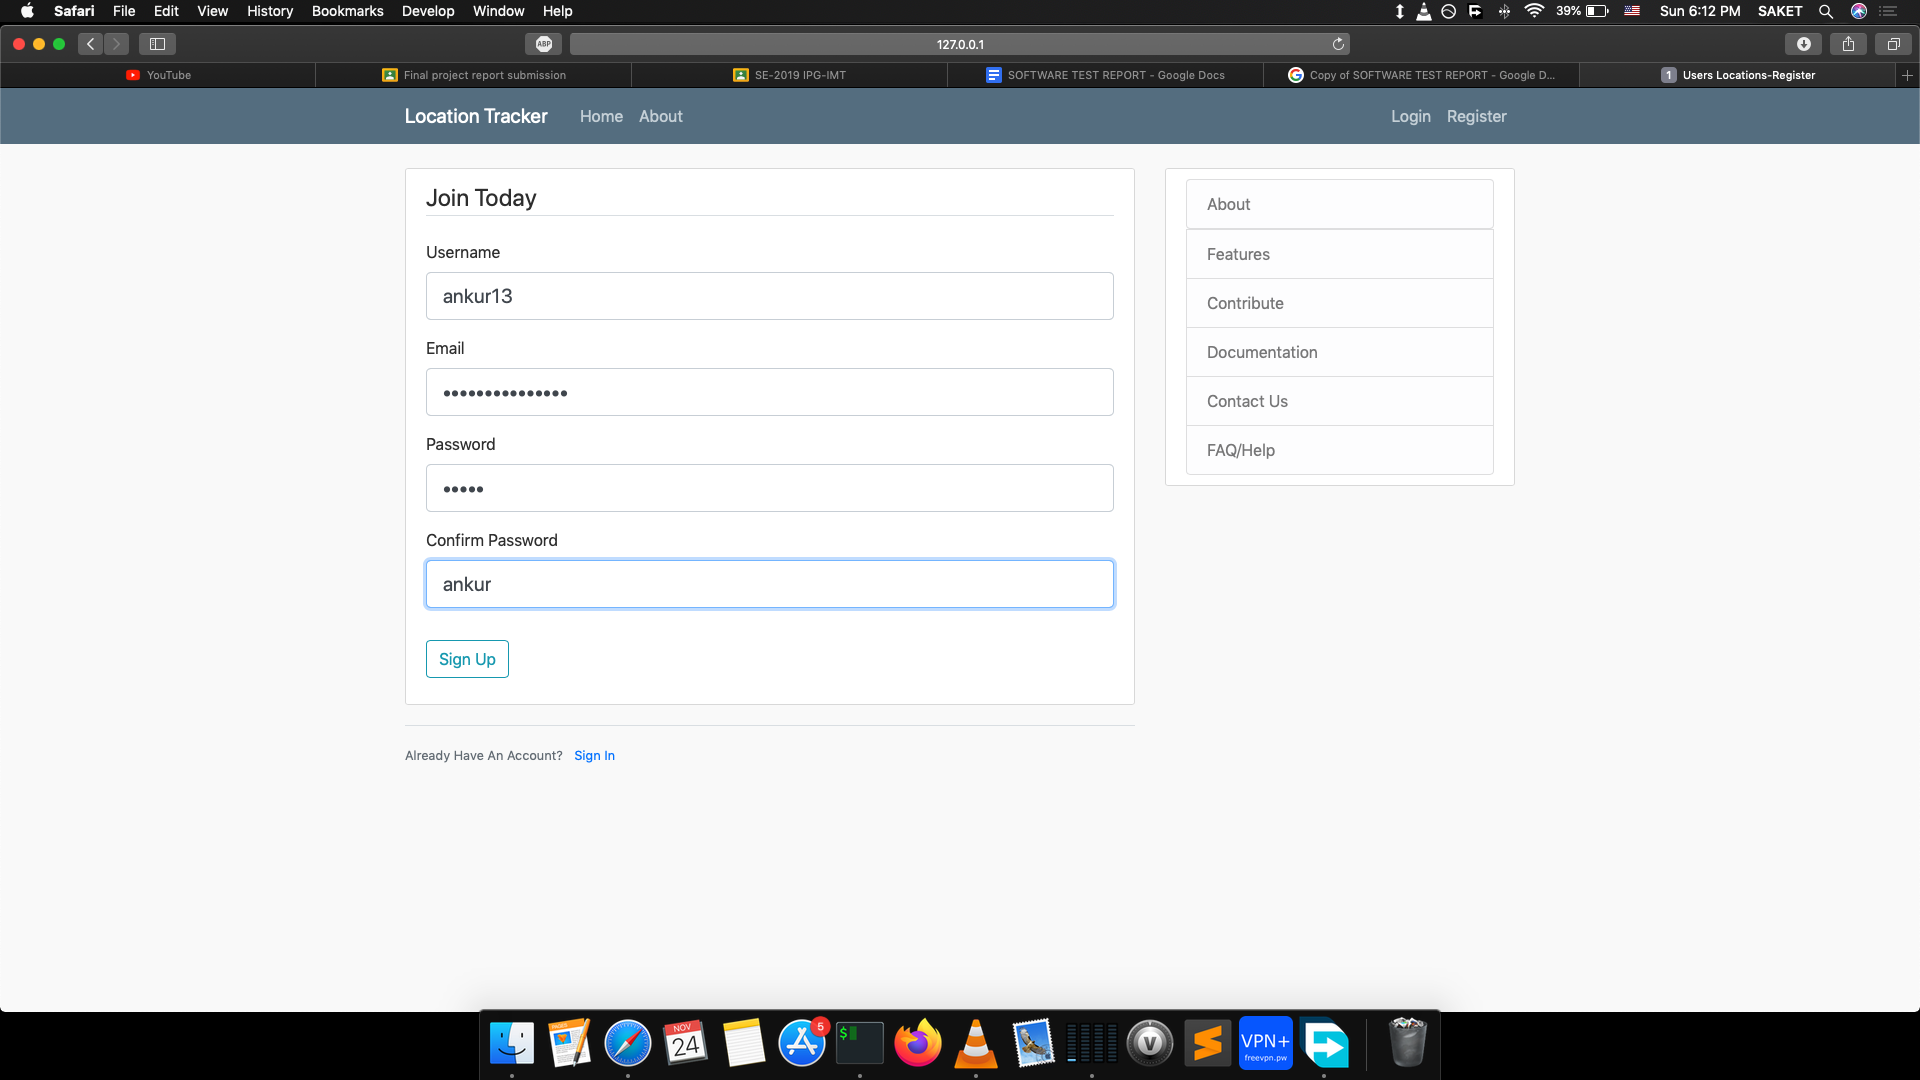 Safari File Edit View History Bookmarks Develop Window Help 39% Sun 6:12 PM SAKET
ABP 127.0.0.1
YouTube Final project report submission SE-2019 IPG-IMT SOFTWARE TEST REPORT - Google Docs Copy of SOFTWARE TEST REPORT - Google D... 1 Users Locations-Register
Location Tracker Home About Login Register
Join Today
Username
ankur13
Email
•••••••••••••••
Password
•••••
Confirm Password
ankur
Sign Up
Already Have An Account? Sign In
About
Features
Contribute
Documentation
Contact Us
FAQ/Help
PAGES
NOV
24
5
$
V
VPN+
freevpn.pw